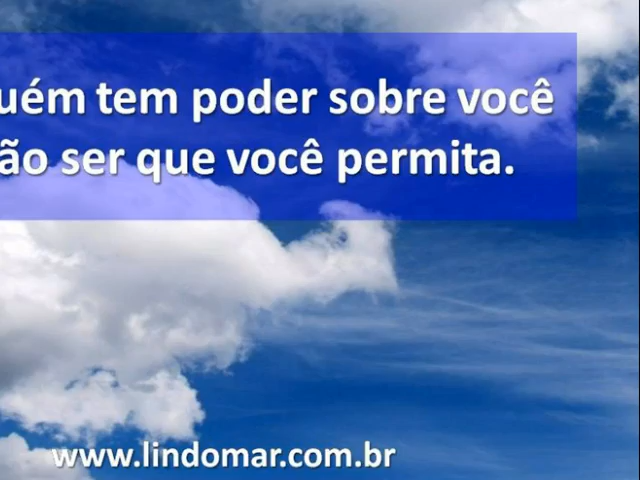 uém tem poder sobre você
ão ser que você permita.
www.lindomar.com.br